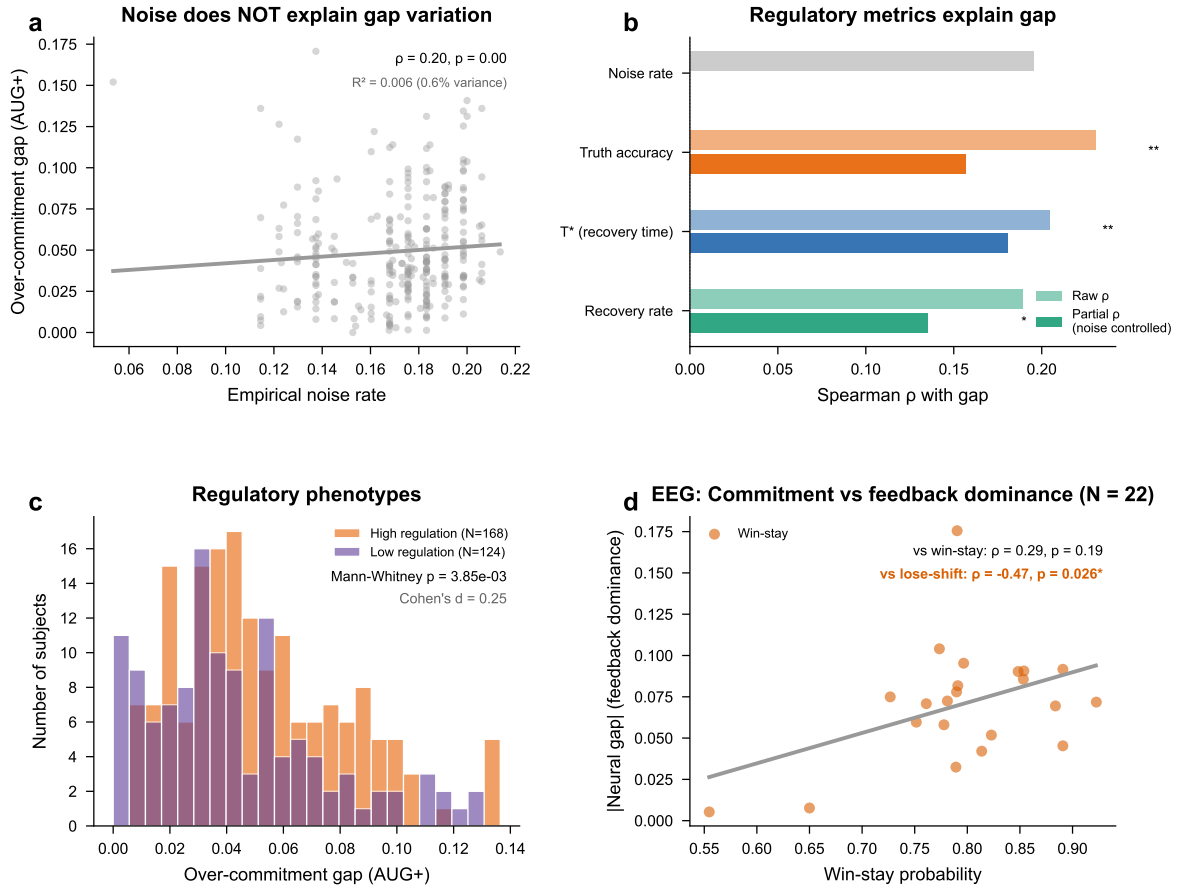 a
Noise does NOT explain gap variation
ρ = 0.20, p = 0.00
R² = 0.006 (0.6% variance)
Over-commitment gap (AUG+)
0.175
0.150
0.125
0.100
0.075
0.050
0.025
0.000
0.06 0.08 0.10 0.12 0.14 0.16 0.18 0.20 0.22
Empirical noise rate
b
Regulatory metrics explain gap
Noise rate
Truth accuracy
**
T* (recovery time)
**
Recovery rate
*
Raw ρ
Partial ρ
(noise controlled)
0.00 0.05 0.10 0.15 0.20
Spearman ρ with gap
c
Regulatory phenotypes
High regulation (N=168)
Low regulation (N=124)
Mann-Whitney p = 3.85e-03
Cohen's d = 0.25
Number of subjects
16
14
12
10
8
6
4
2
0
0.00 0.02 0.04 0.06 0.08 0.10 0.12 0.14
Over-commitment gap (AUG+)
d
EEG: Commitment vs feedback dominance (N = 22)
Win-stay
vs win-stay: ρ = 0.29, p = 0.19
vs lose-shift: ρ = -0.47, p = 0.026*
|Neural gap| (feedback dominance)
0.175
0.150
0.125
0.100
0.075
0.050
0.025
0.000
0.55 0.60 0.65 0.70 0.75 0.80 0.85 0.90
Win-stay probability